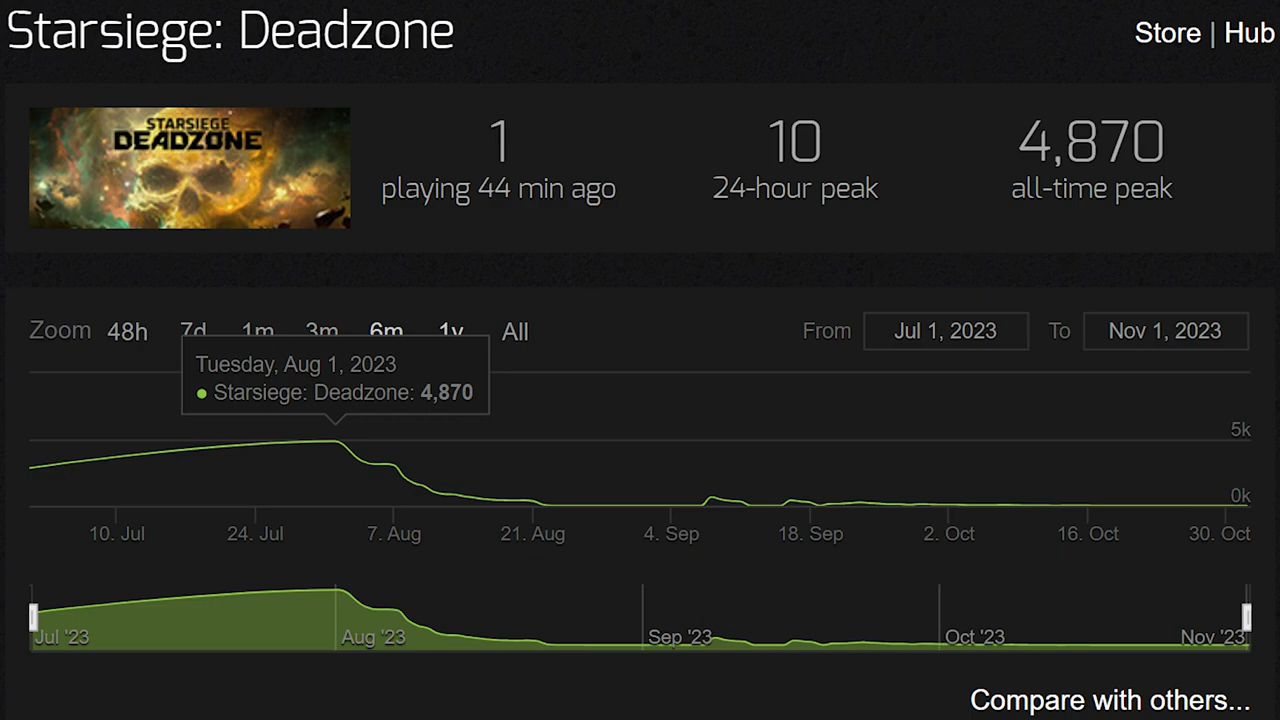 Starsiege: Deadzone
Store | Hub
STARSIEGE
DEADZONE
1
playing 44 min ago
10
24-hour peak
4,870
all-time peak
Zoom 48h 7d 1m 3m 6m 1y All
From Jul 1, 2023 To Nov 1, 2023
Tuesday, Aug 1, 2023
Starsiege: Deadzone: 4,870
5k
0k
10. Jul 24. Jul 7. Aug 21. Aug 4. Sep 18. Sep 2. Oct 16. Oct 30. Oct
Jul '23 Aug '23 Sep '23 Oct '23 Nov '23
Compare with others...